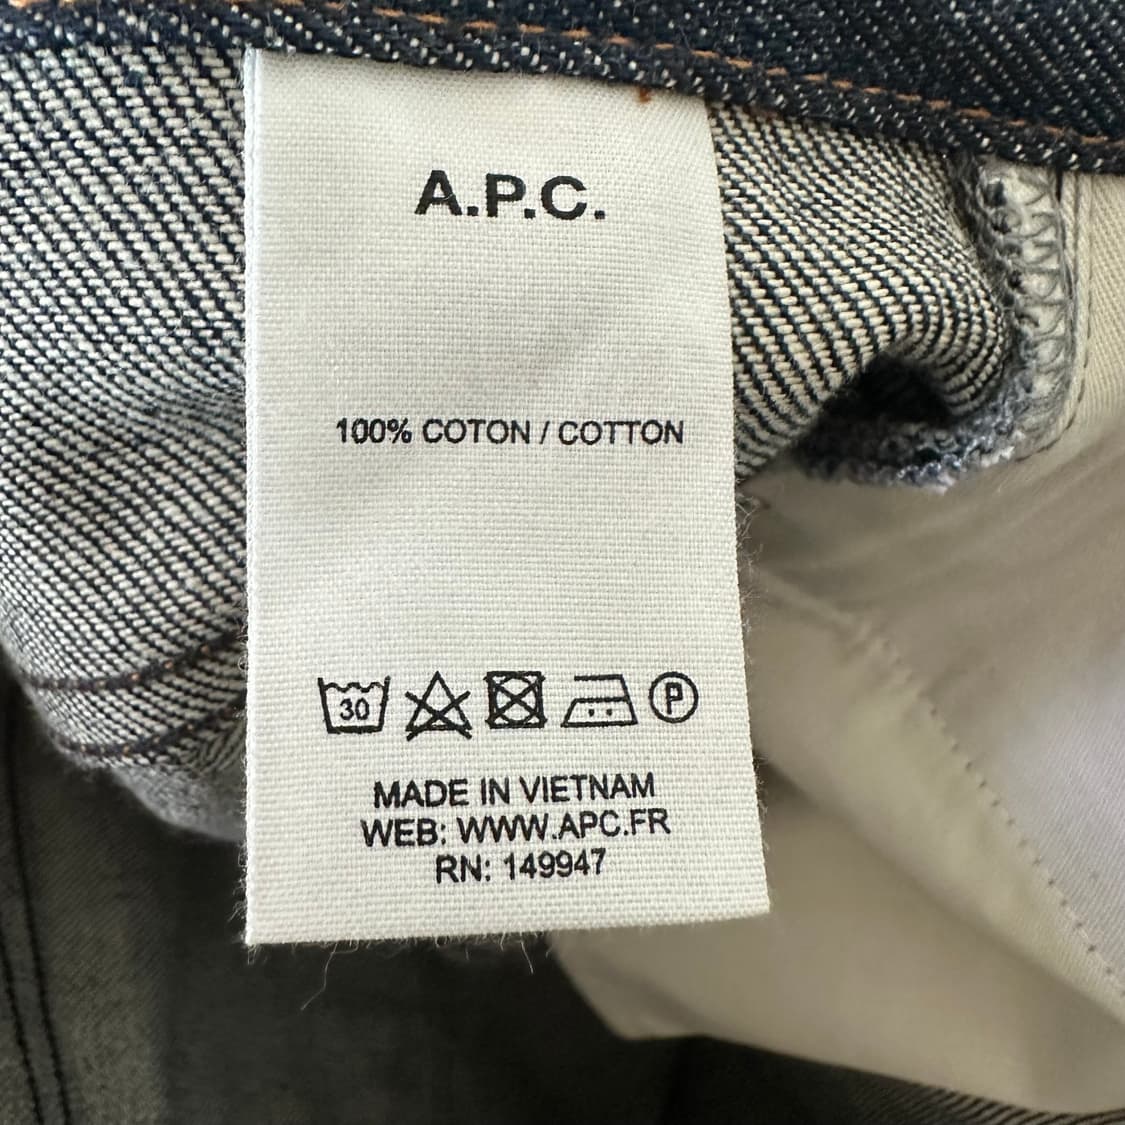 A.P.C.
100% COTON / COTTON
30 P
MADE IN VIETNAM
WEB: WWW.APC.FR
RN: 149947